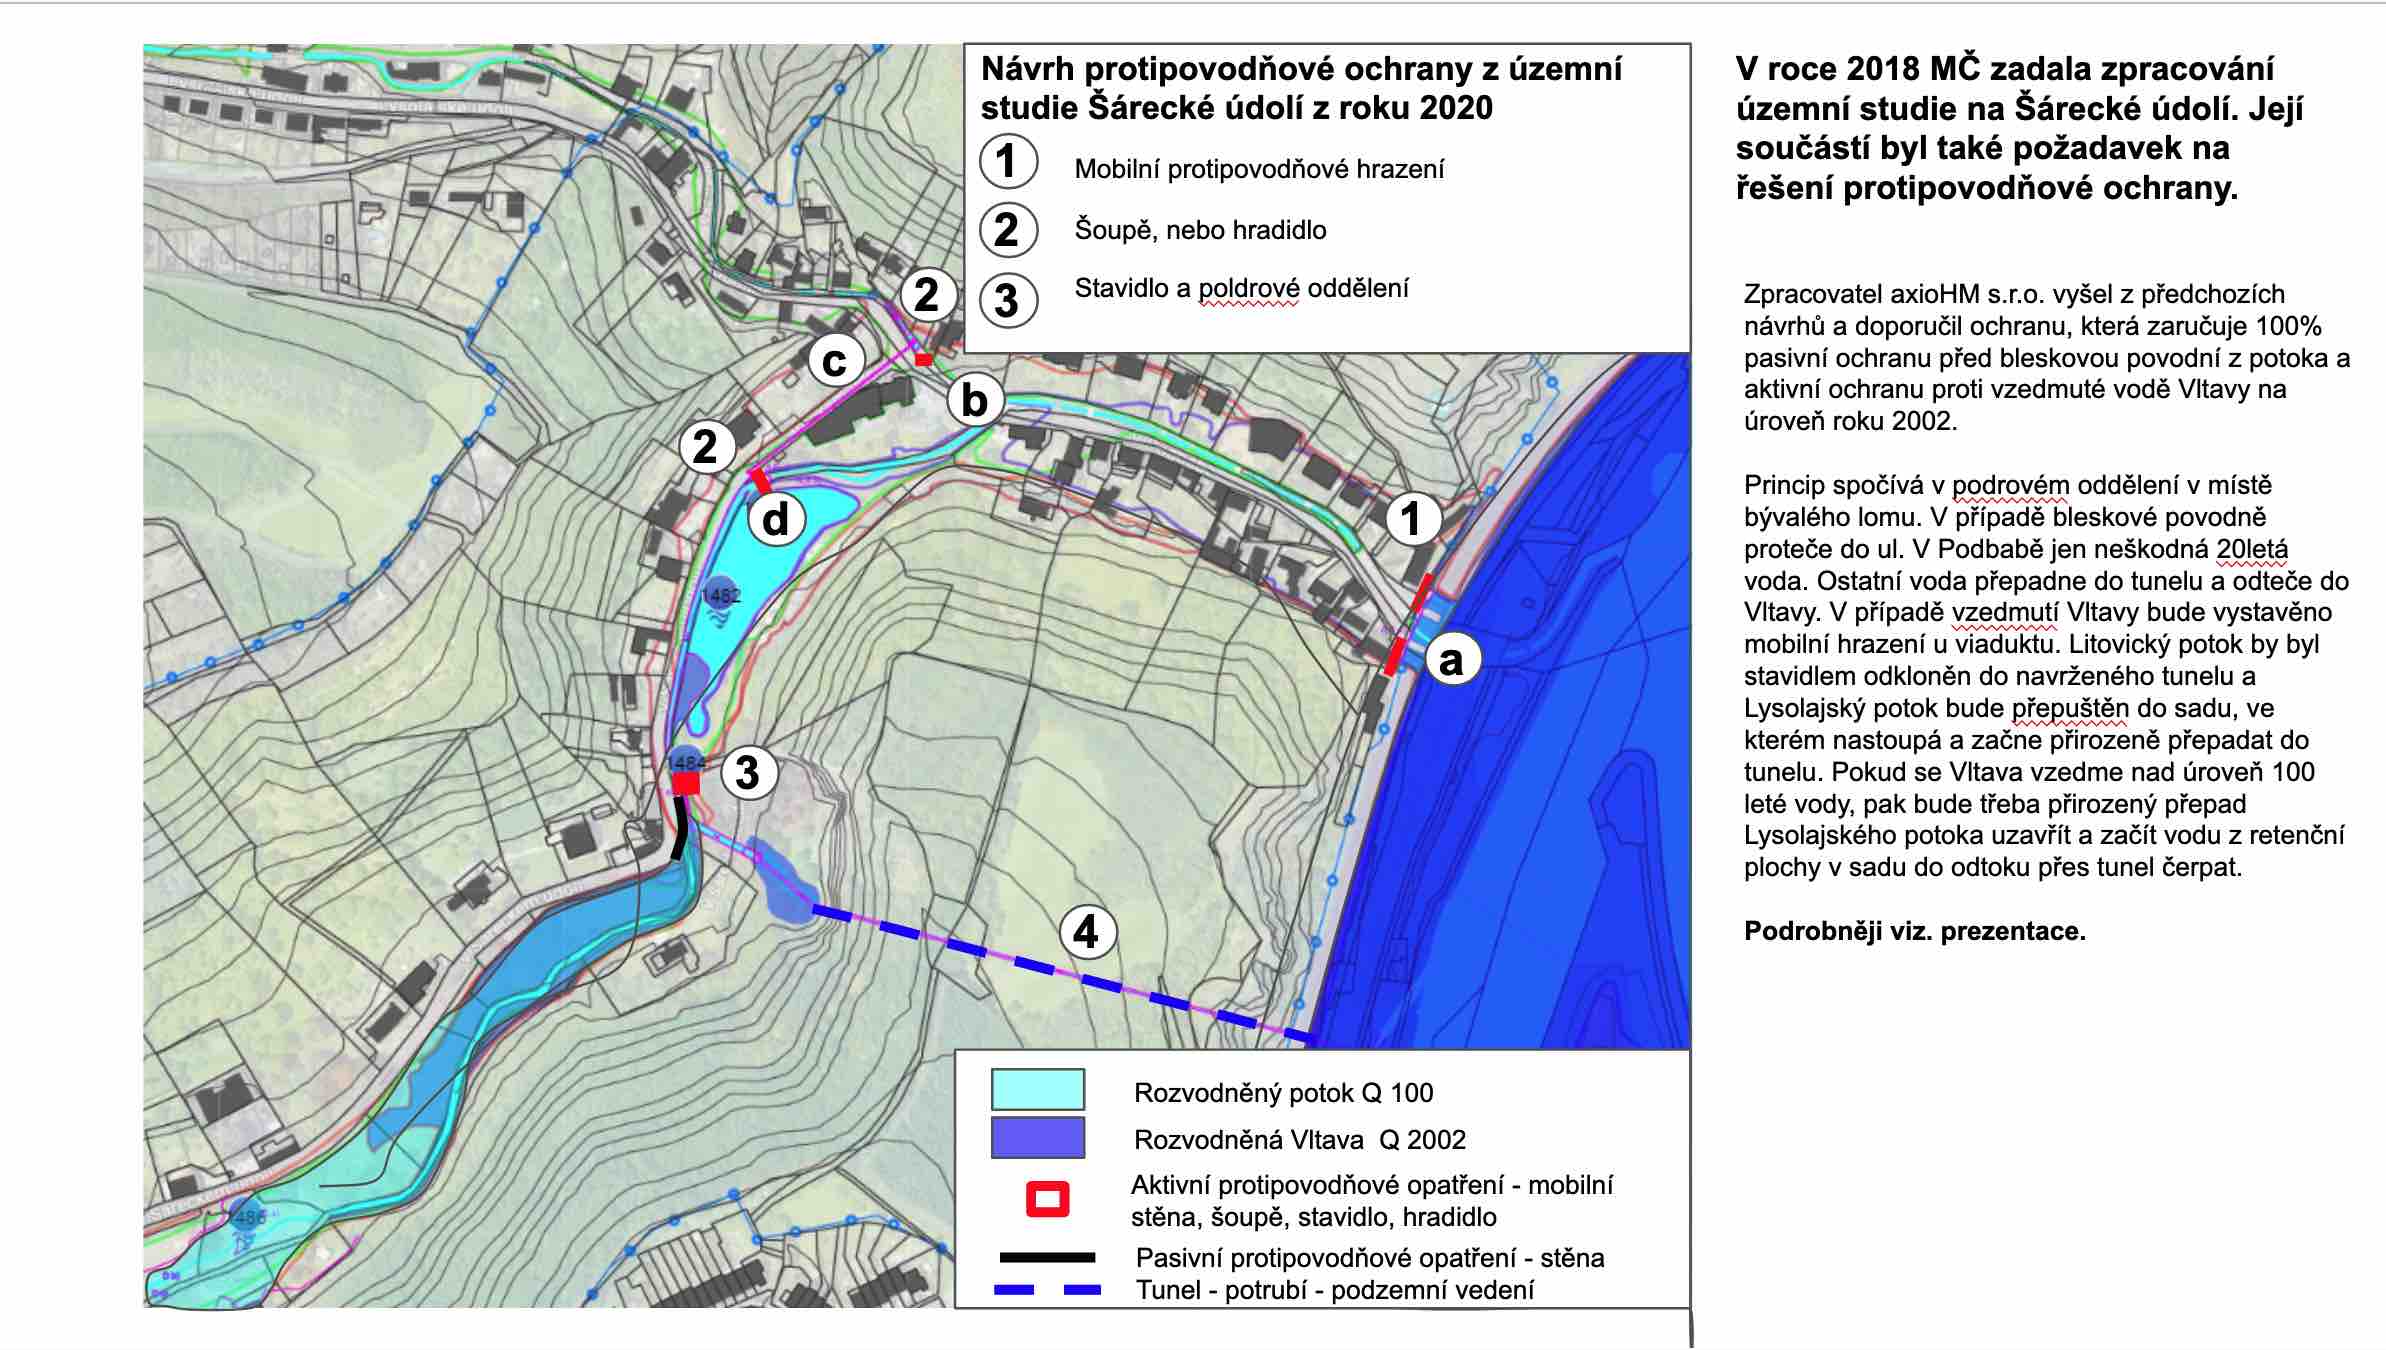 Návrh protipovodňové ochrany z územní
studie Šárecké údolí z roku 2020
1 Mobilní protipovodňové hrazení
2 Šoupě, nebo hradidlo
3 Stavidlo a poldrové oddělení
2
c
b
2
d
1
a
1482
1484
3
4
1486
Rozvodněný potok Q 100
Rozvodněná Vltava Q 2002
Aktivní protipovodňové opatření - mobilní
stěna, šoupě, stavidlo, hradidlo
Pasivní protipovodňové opatření - stěna
Tunel - potrubí - podzemní vedení
V roce 2018 MČ zadala zpracování
územní studie na Šárecké údolí. Její
součástí byl také požadavek na
řešení protipovodňové ochrany.
Zpracovatel axioHM s.r.o. vyšel z předchozích
návrhů a doporučil ochranu, která zaručuje 100%
pasivní ochranu před bleskovou povodní z potoka a
aktivní ochranu proti vzedmuté vodě Vltavy na
úroveň roku 2002.
Princip spočívá v podrovém oddělení v místě
bývalého lomu. V případě bleskové povodně
proteče do ul. V Podbabě jen neškodná 20letá
voda. Ostatní voda přepadne do tunelu a odteče do
Vltavy. V případě vzedmutí Vltavy bude vystavěno
mobilní hrazení u viaduktu. Litovický potok by byl
stavidlem odkloněn do navrženého tunelu a
Lysolajský potok bude přepuštěn do sadu, ve
kterém nastoupá a začne přirozeně přepadat do
tunelu. Pokud se Vltava vzedme nad úroveň 100
leté vody, pak bude třeba přirozený přepad
Lysolajského potoka uzavřít a začít vodu z retenční
plochy v sadu do odtoku přes tunel čerpat.
Podrobněji viz. prezentace.